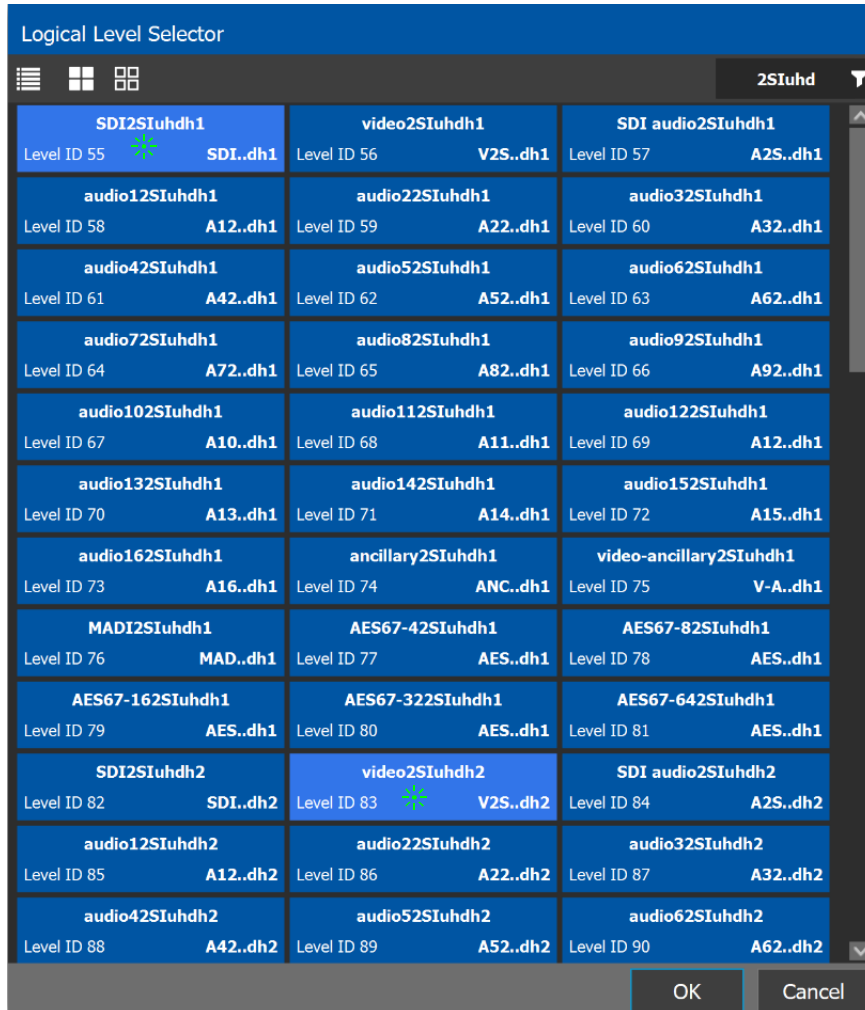 Logical Level Selector
2SIuhd
SDI2SIuhdh1 video2SIuhdh1 SDI audio2SIuhdh1
Level ID 55 SDI..dh1 Level ID 56 V2S..dh1 Level ID 57 A2S..dh1
audio12SIuhdh1 audio22SIuhdh1 audio32SIuhdh1
Level ID 58 A12..dh1 Level ID 59 A22..dh1 Level ID 60 A32..dh1
audio42SIuhdh1 audio52SIuhdh1 audio62SIuhdh1
Level ID 61 A42..dh1 Level ID 62 A52..dh1 Level ID 63 A62..dh1
audio72SIuhdh1 audio82SIuhdh1 audio92SIuhdh1
Level ID 64 A72..dh1 Level ID 65 A82..dh1 Level ID 66 A92..dh1
audio102SIuhdh1 audio112SIuhdh1 audio122SIuhdh1
Level ID 67 A10..dh1 Level ID 68 A11..dh1 Level ID 69 A12..dh1
audio132SIuhdh1 audio142SIuhdh1 audio152SIuhdh1
Level ID 70 A13..dh1 Level ID 71 A14..dh1 Level ID 72 A15..dh1
audio162SIuhdh1 ancillary2SIuhdh1 video-ancillary2SIuhdh1
Level ID 73 A16..dh1 Level ID 74 ANC..dh1 Level ID 75 V-A..dh1
MADI2SIuhdh1 AES67-42SIuhdh1 AES67-82SIuhdh1
Level ID 76 MAD..dh1 Level ID 77 AES..dh1 Level ID 78 AES..dh1
AES67-162SIuhdh1 AES67-322SIuhdh1 AES67-642SIuhdh1
Level ID 79 AES..dh1 Level ID 80 AES..dh1 Level ID 81 AES..dh1
SDI2SIuhdh2 video2SIuhdh2 SDI audio2SIuhdh2
Level ID 82 SDI..dh2 Level ID 83 V2S..dh2 Level ID 84 A2S..dh2
audio12SIuhdh2 audio22SIuhdh2 audio32SIuhdh2
Level ID 85 A12..dh2 Level ID 86 A22..dh2 Level ID 87 A32..dh2
audio42SIuhdh2 audio52SIuhdh2 audio62SIuhdh2
Level ID 88 A42..dh2 Level ID 89 A52..dh2 Level ID 90 A62..dh2
OK Cancel